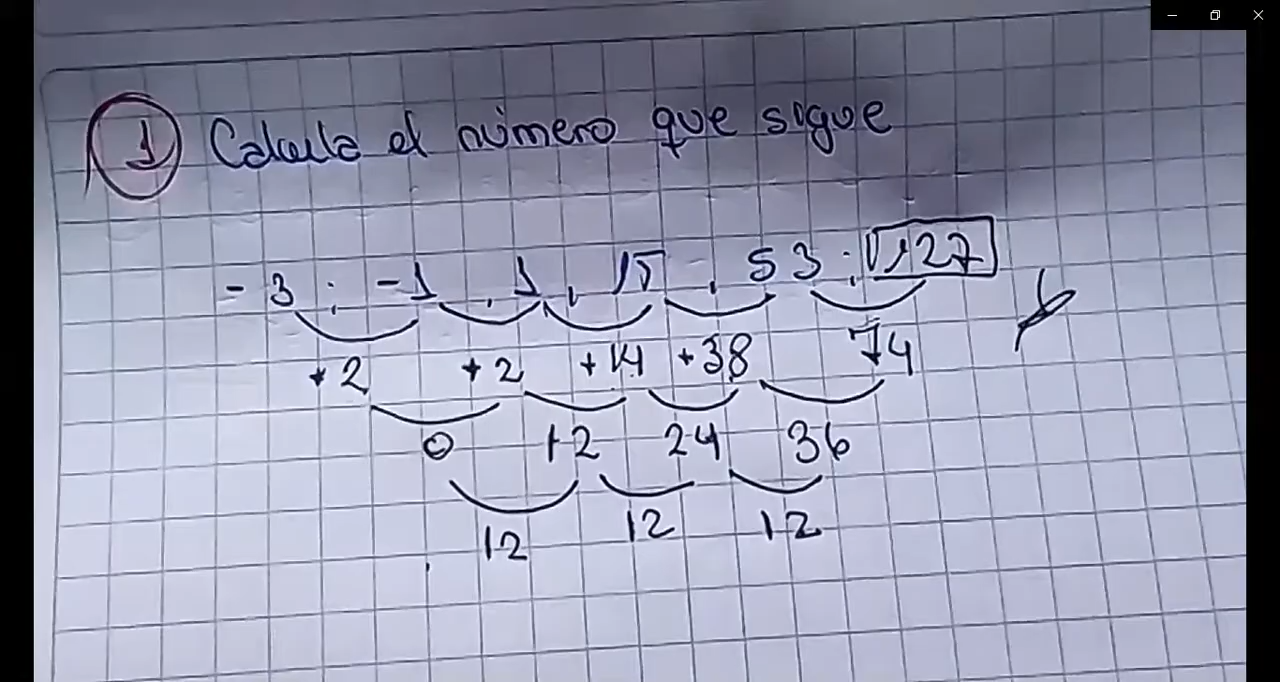 1 Calcula el número que sigue
-3 ; -1 , 1 , 15 , 53 ; 127
+2 +2 +14 +38 74
0 12 24 36
12 12 12